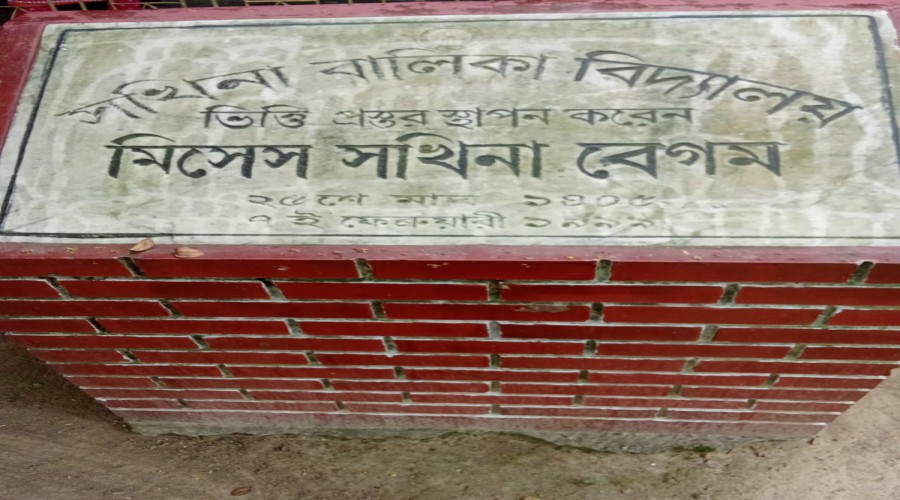 সখিনা বালিকা বিদ্যালয়
ভিত্তি প্রস্তর স্থাপন করেন
মিসেস সখিনা বেগম
২৫ শে মাঘ ১৪০৫
৭ ই ফেব্রুয়ারী ১৯৯৯